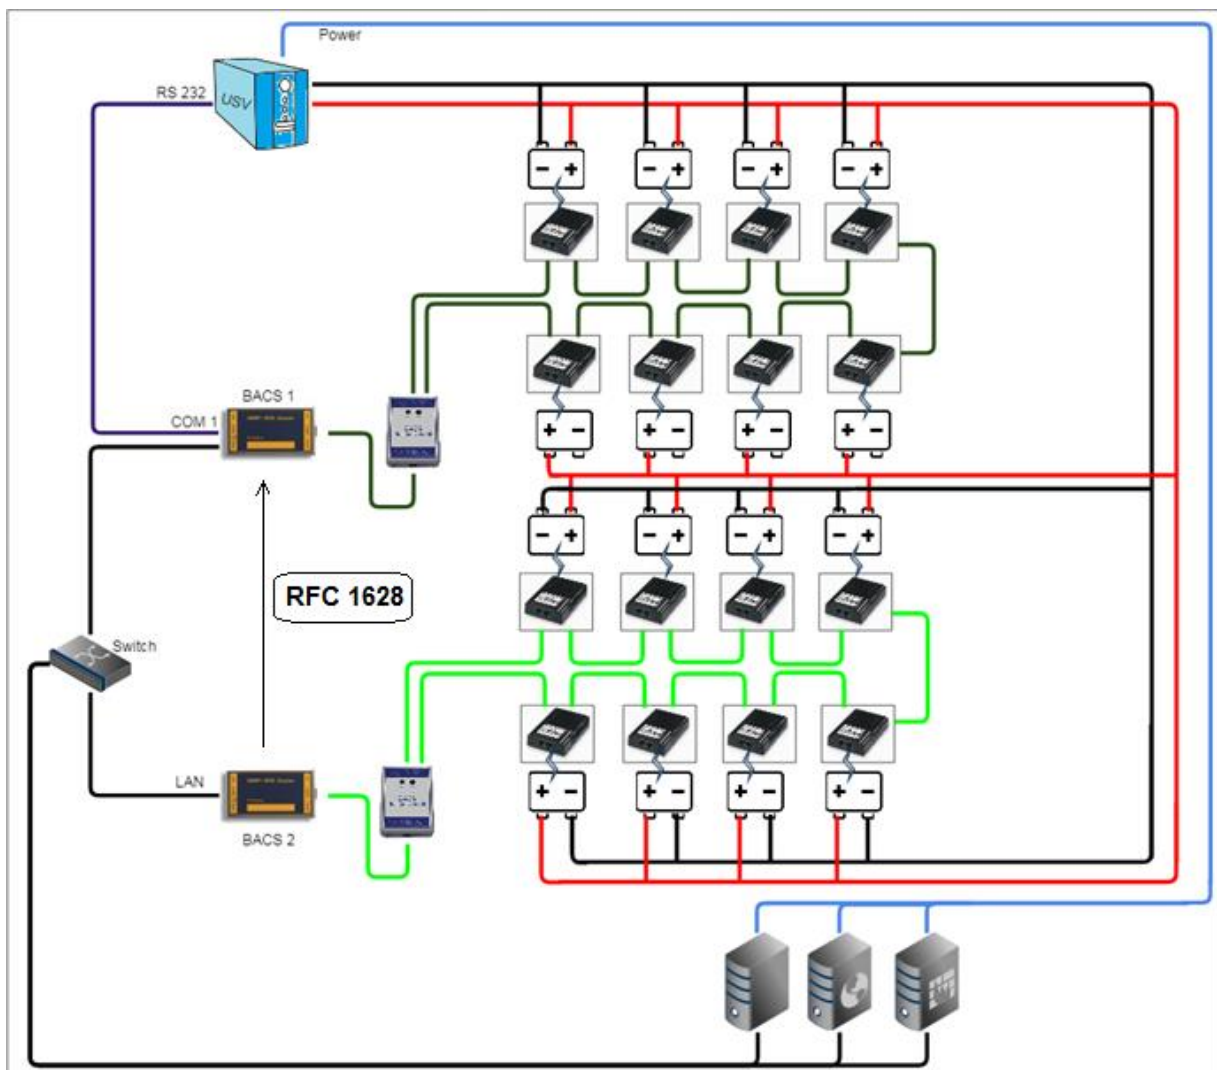 Power
RS 232
USV
BACS 1
COM 1
RFC 1628
Switch
LAN
BACS 2